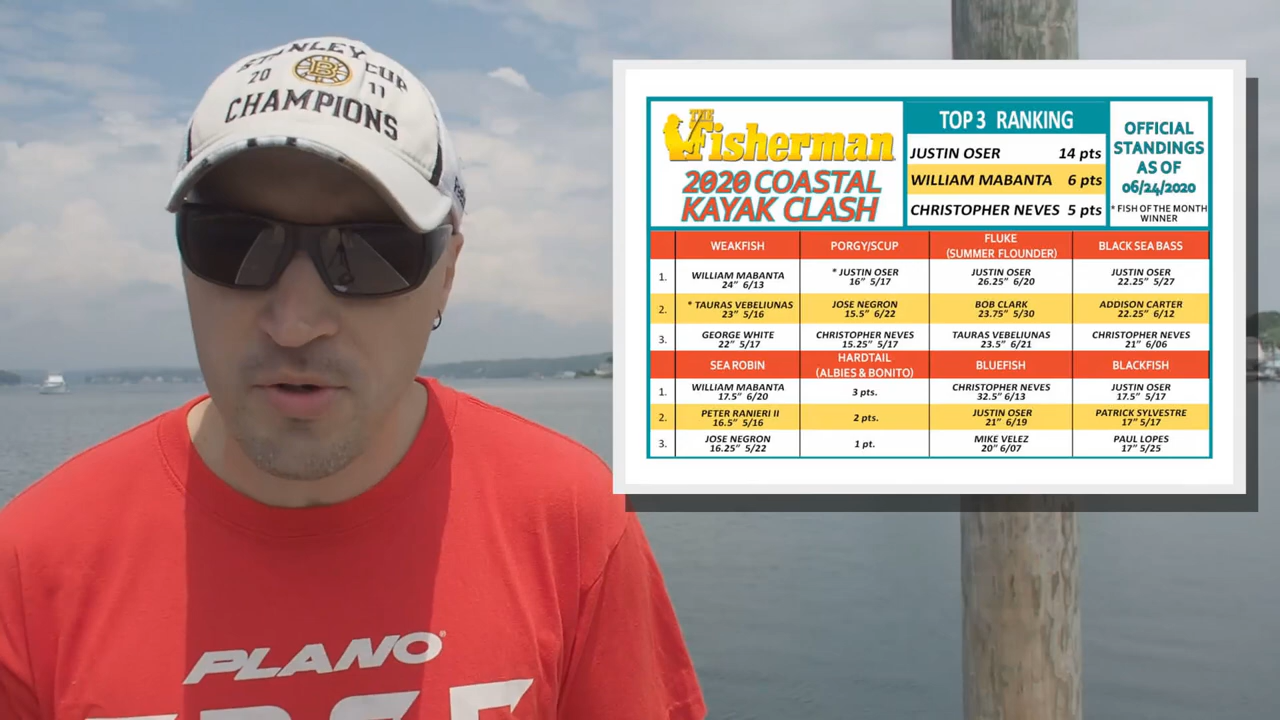 STANLEY
20 CUP
11
B
CHAMPIONS
PLANO
THE
Fisherman
2020 COASTAL
KAYAK CLASH
TOP 3 RANKING
JUSTIN OSER 14 pts
WILLIAM MABANTA 6 pts
CHRISTOPHER NEVES 5 pts
OFFICIAL
STANDINGS
AS OF
06/24/2020
* FISH OF THE MONTH
WINNER
WEAKFISH PORGY/SCUP FLUKE (SUMMER FLOUNDER) BLACK SEA BASS
1. WILLIAM MABANTA * JUSTIN OSER JUSTIN OSER JUSTIN OSER
24" 6/13 16" 5/17 26.25" 6/20 22.25" 5/27
2. * TAURAS VEBELIUNAS JOSE NEGRON BOB CLARK ADDISON CARTER
23" 5/16 15.5" 6/22 23.75" 5/30 22.25" 6/12
3. GEORGE WHITE CHRISTOPHER NEVES TAURAS VEBELIUNAS CHRISTOPHER NEVES
22" 5/17 15.25" 5/17 23.5" 6/21 21" 6/06
SEA ROBIN HARDTAIL (ALBIES & BONITO) BLUEFISH BLACKFISH
1. WILLIAM MABANTA 3 pts. CHRISTOPHER NEVES JUSTIN OSER
17.5" 6/20 32.5" 6/13 17.5" 5/17
2. PETER RANIERI II 2 pts. JUSTIN OSER PATRICK SYLVESTRE
16.5" 5/16 21" 6/19 17" 5/17
3. JOSE NEGRON 1 pt. MIKE VELEZ PAUL LOPES
16.25" 5/22 20" 6/07 17" 5/25